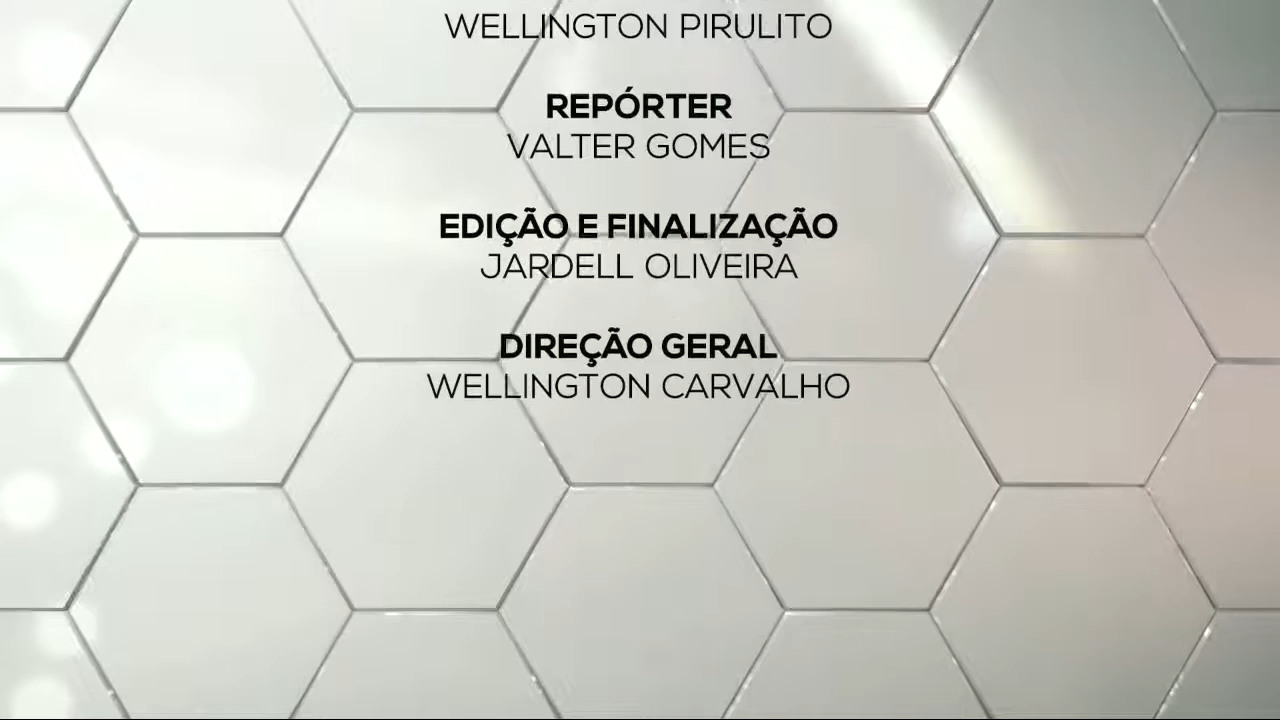 WELLINGTON PIRULITO
REPÓRTER
VALTER GOMES
EDIÇÃO E FINALIZAÇÃO
JARDELL OLIVEIRA
DIREÇÃO GERAL
WELLINGTON CARVALHO